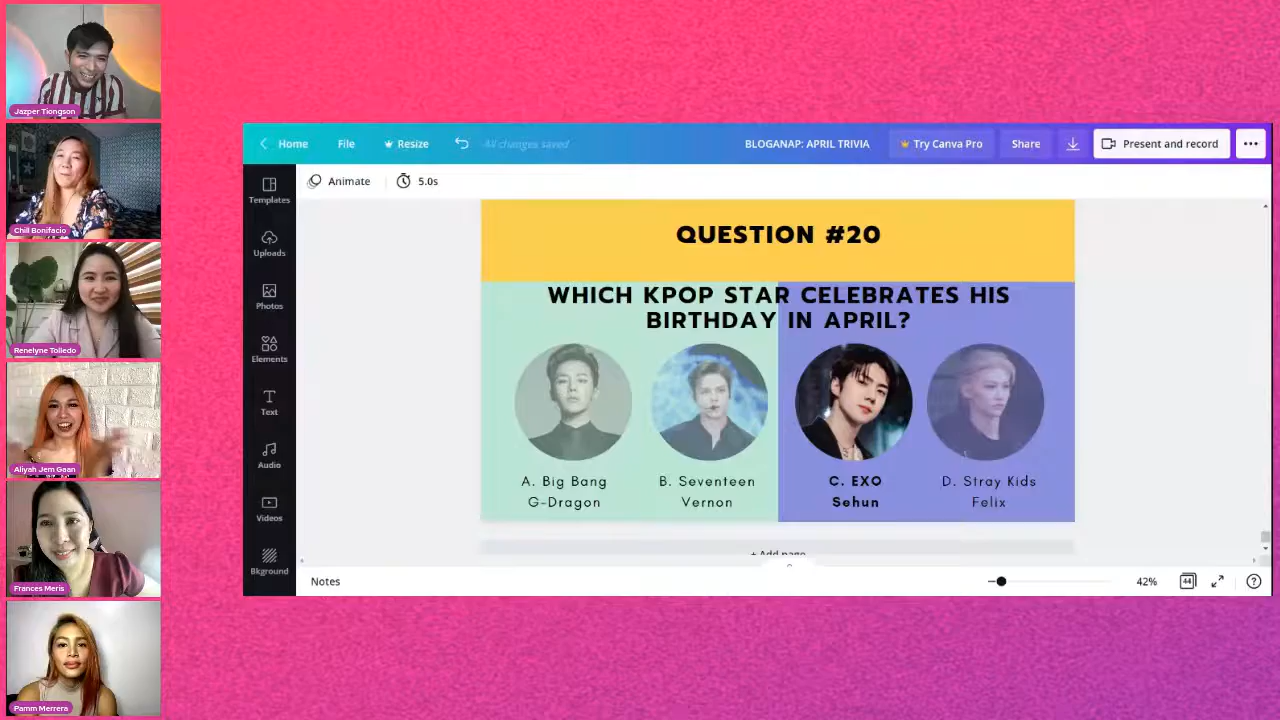 Jazper Tiongson
Chill Bonifacio
Renelyne Tolledo
Aliyah Jem Gaan
Frances Meris
Pamm Merrera
Home File Resize All changes saved BLOGANAP: APRIL TRIVIA Try Canva Pro Share Present and record
Animate 5.0s
Templates
Uploads
Photos
Elements
Text
Audio
Videos
Bkground
QUESTION #20
WHICH KPOP STAR CELEBRATES HIS
BIRTHDAY IN APRIL?
A. Big Bang
G-Dragon
B. Seventeen
Vernon
C. EXO
Sehun
D. Stray Kids
Felix
+ Add page
Notes 42% 44